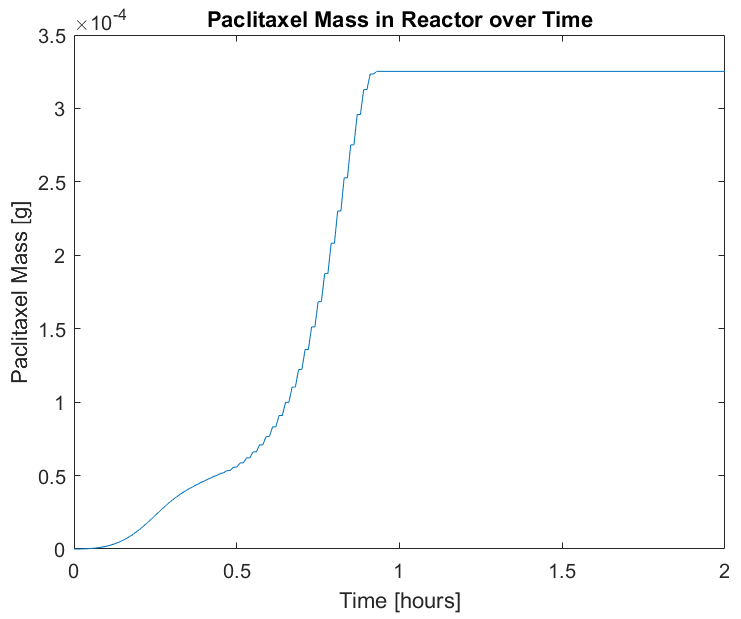 Paclitaxel Mass in Reactor over Time
×10-4
3.5
3
2.5
2
1.5
1
0.5
0
Paclitaxel Mass [g]
0 0.5 1 1.5 2
Time [hours]